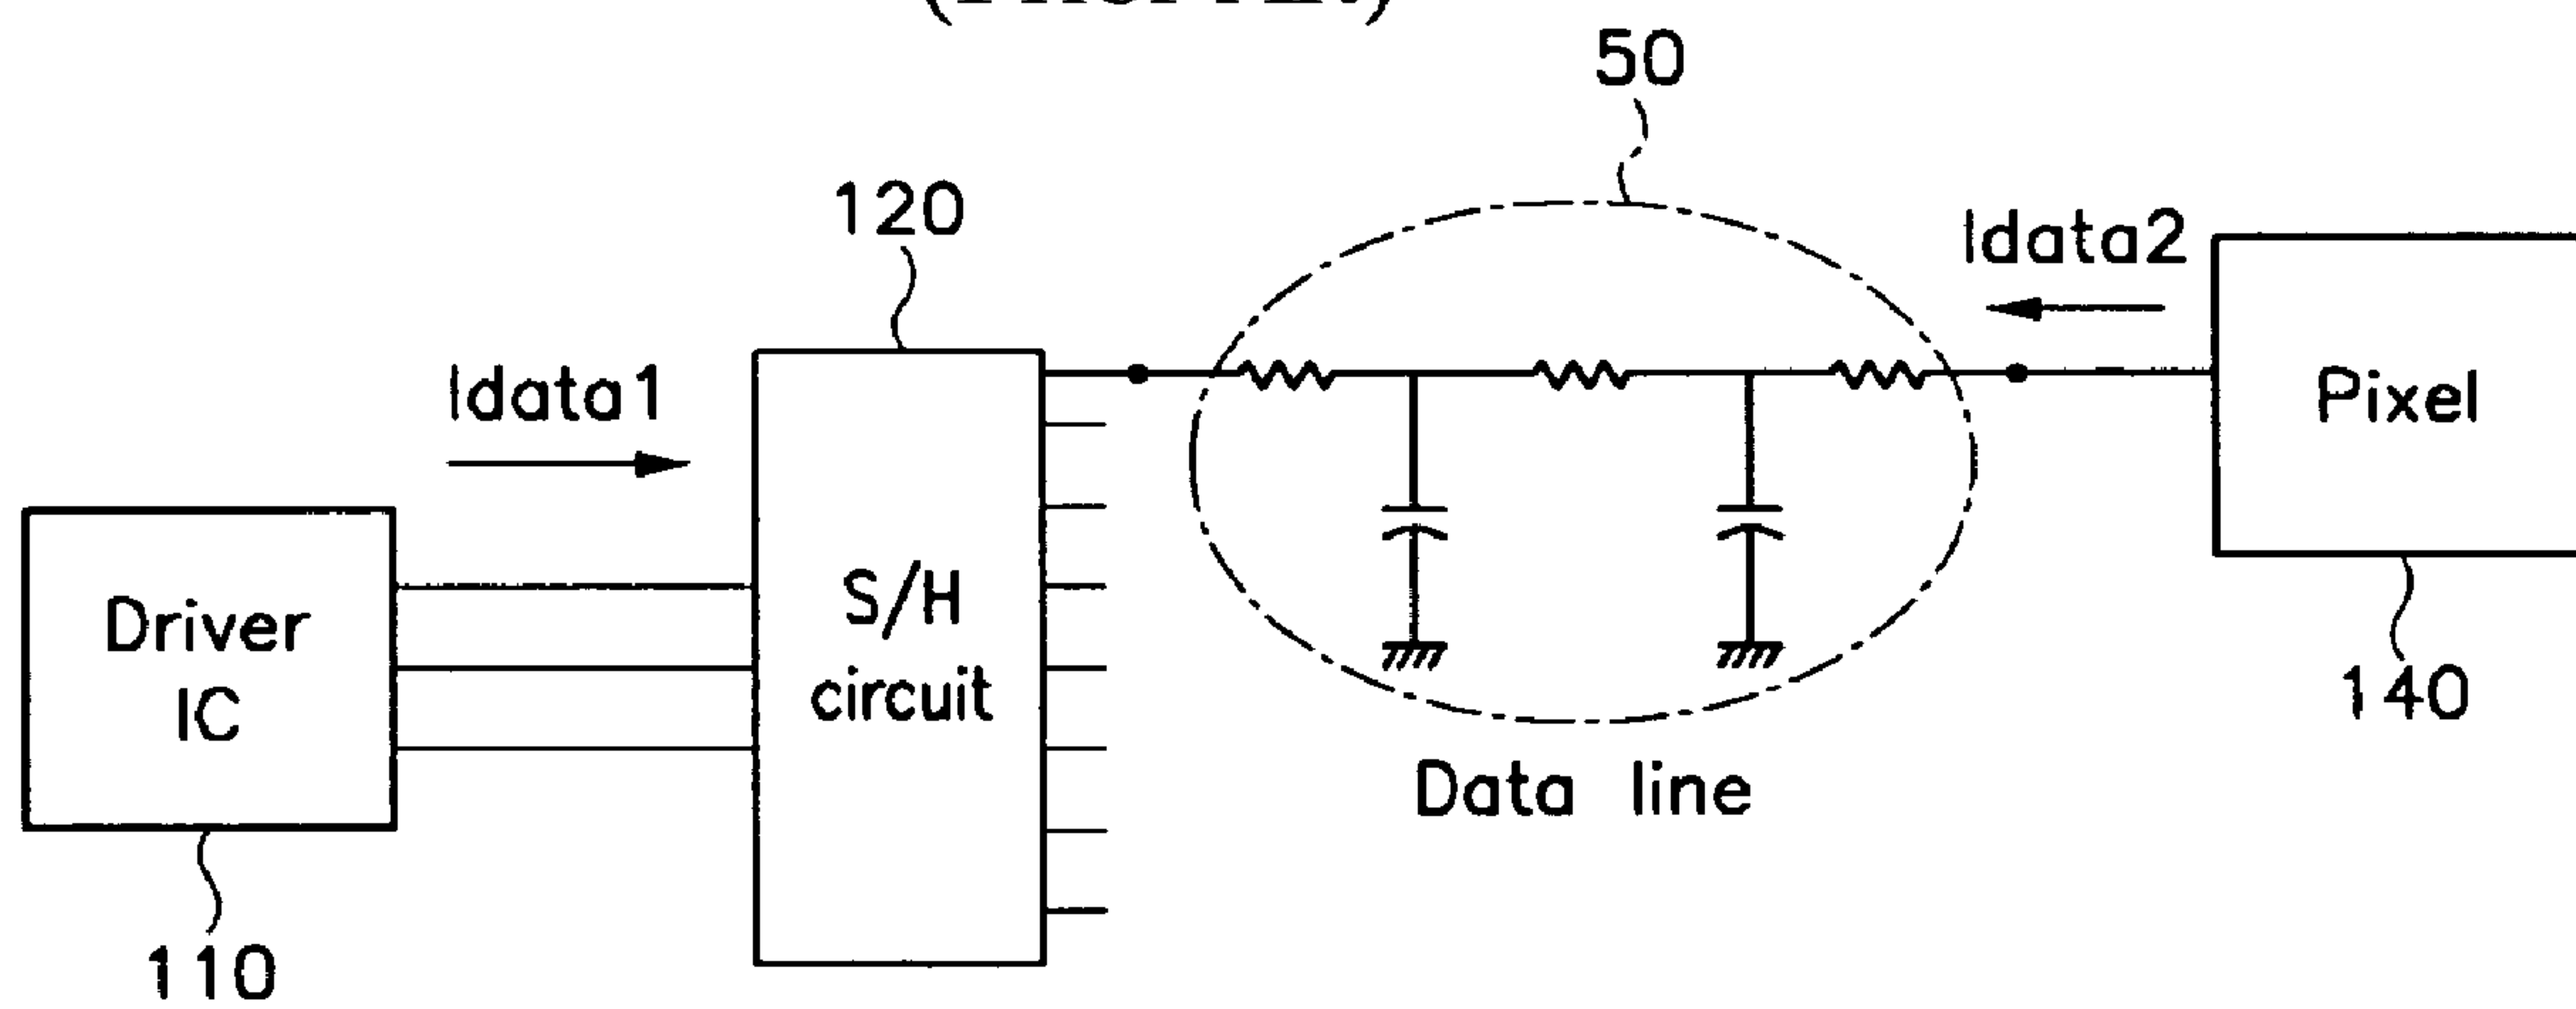 50
120
Idata2
Idata1
Pixel
S/H
circuit
Driver
IC
140
Data line
110